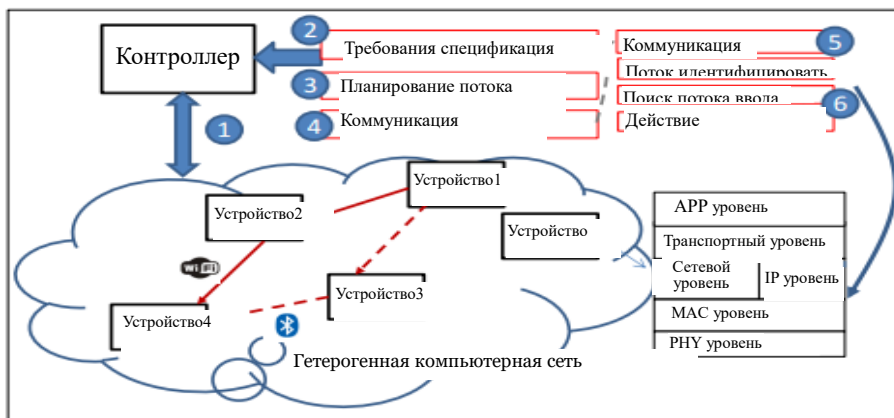 Контроллер
2
Требования спецификация
3
Планирование потока
4
Коммуникация
Коммуникация
5
Поток идентифицировать
Поиск потока ввода
6
Действие
1
Устройство1
Устройство2
Устройство
WiFi
Устройство3
Устройство4
Гетерогенная компьютерная сеть
APP уровень
Транспортный уровень
Сетевой
уровень
IP уровень
MAC уровень
PHY уровень